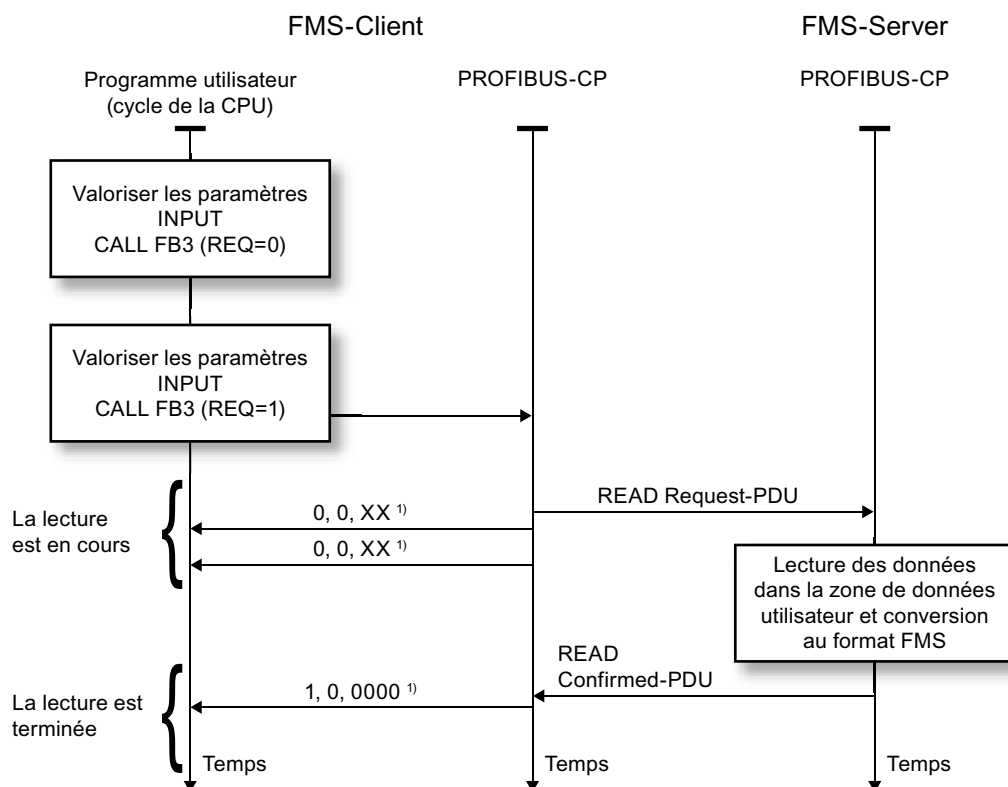 FMS-Client
FMS-Server
Programme utilisateur
(cycle de la CPU)
PROFIBUS-CP
PROFIBUS-CP
Valoriser les paramètres
INPUT
CALL FB3 (REQ=0)
Valoriser les paramètres
INPUT
CALL FB3 (REQ=1)
READ Request-PDU
La lecture
est en cours
0, 0, XX 1)
0, 0, XX 1)
Lecture des données
dans la zone de données
utilisateur et conversion
au format FMS
READ
Confirmed-PDU
La lecture est
terminée
1, 0, 0000 1)
Temps
Temps
Temps